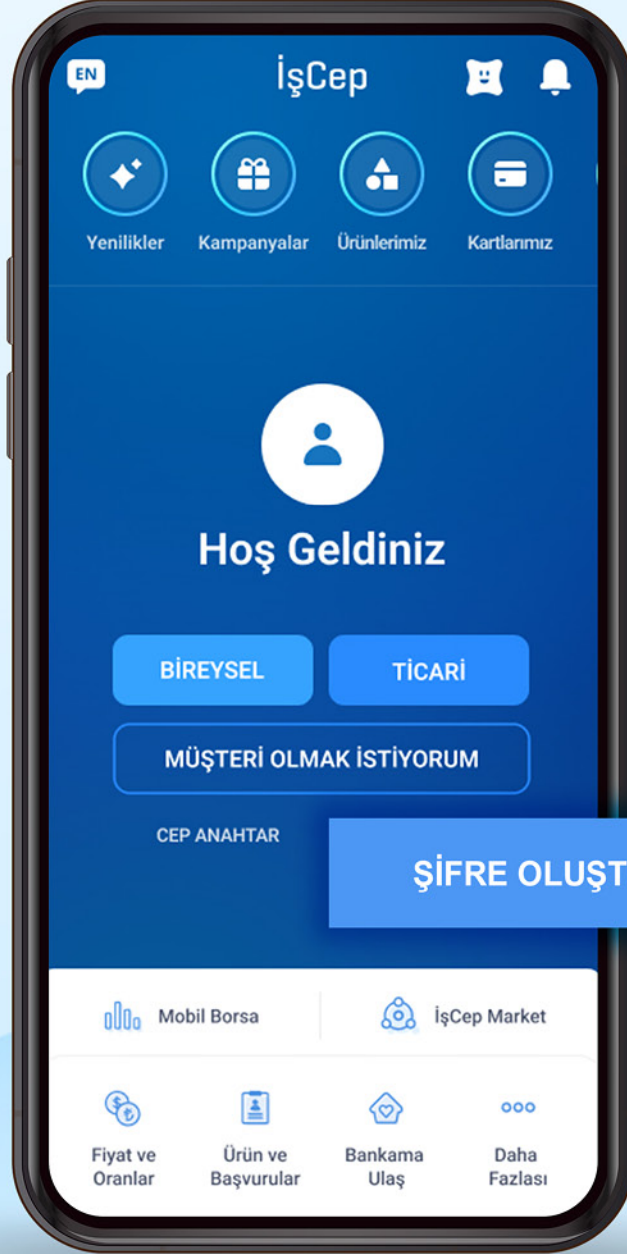 EN
İşCep
Yenilikler Kampanyalar Ürünlerimiz Kartlarımız
Hoş Geldiniz
BİREYSEL TİCARİ
MÜŞTERİ OLMAK İSTİYORUM
CEP ANAHTAR
ŞİFRE OLUŞT
Mobil Borsa İşCep Market
Fiyat ve Ürün ve Bankama Daha
Oranlar Başvurular Ulaş Fazlası